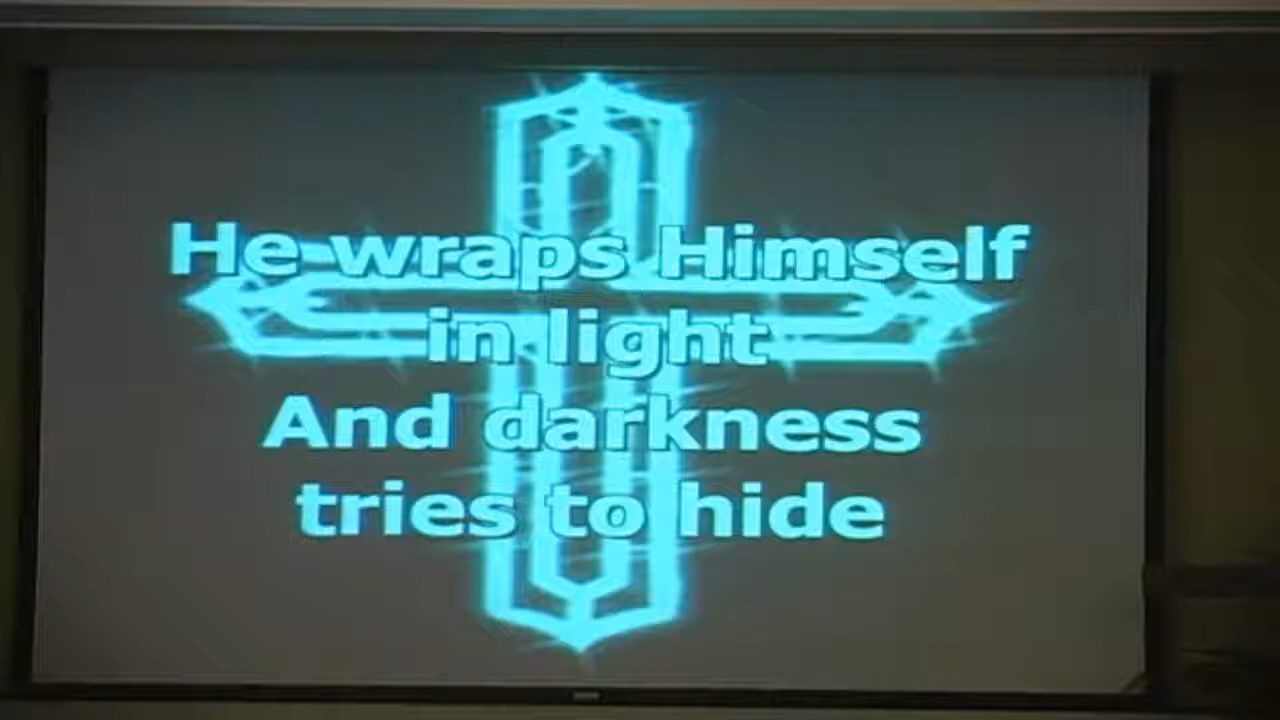 He wraps Himself
in light
And darkness
tries to hide